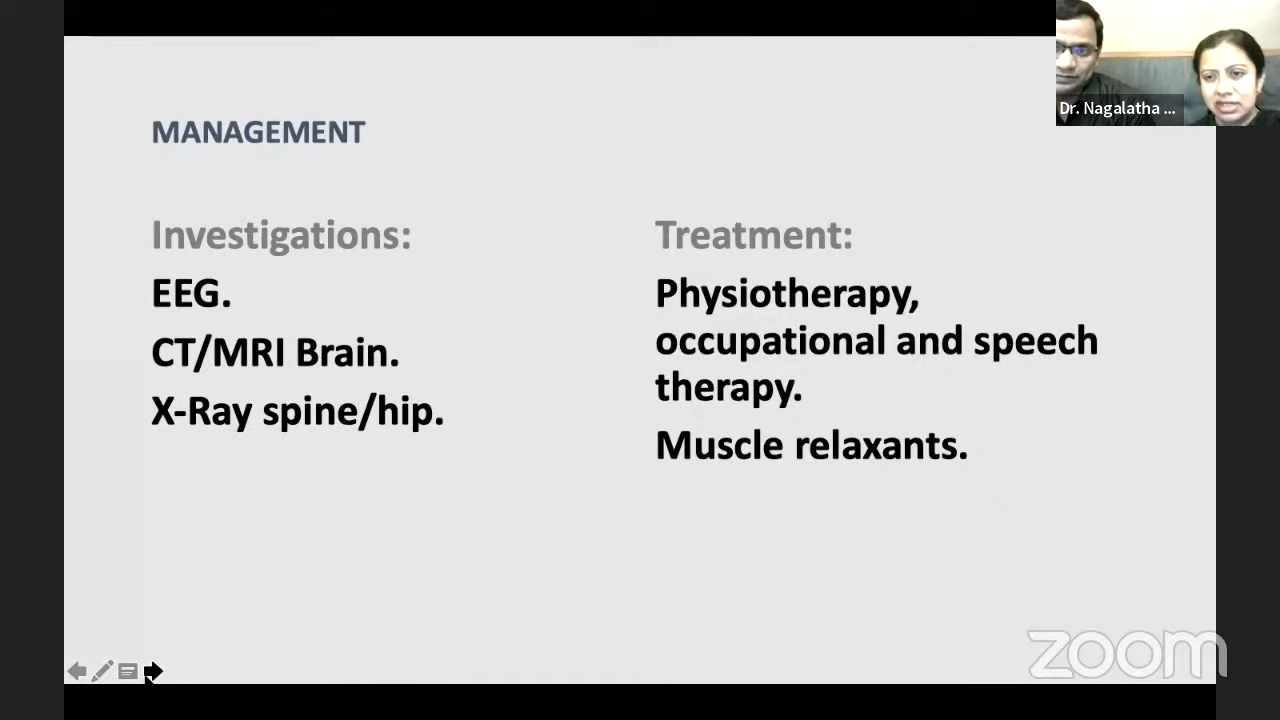 Dr. Nagalatha ...
MANAGEMENT
Investigations:
EEG.
CT/MRI Brain.
X-Ray spine/hip.
Treatment:
Physiotherapy,
occupational and speech
therapy.
Muscle relaxants.
zoom